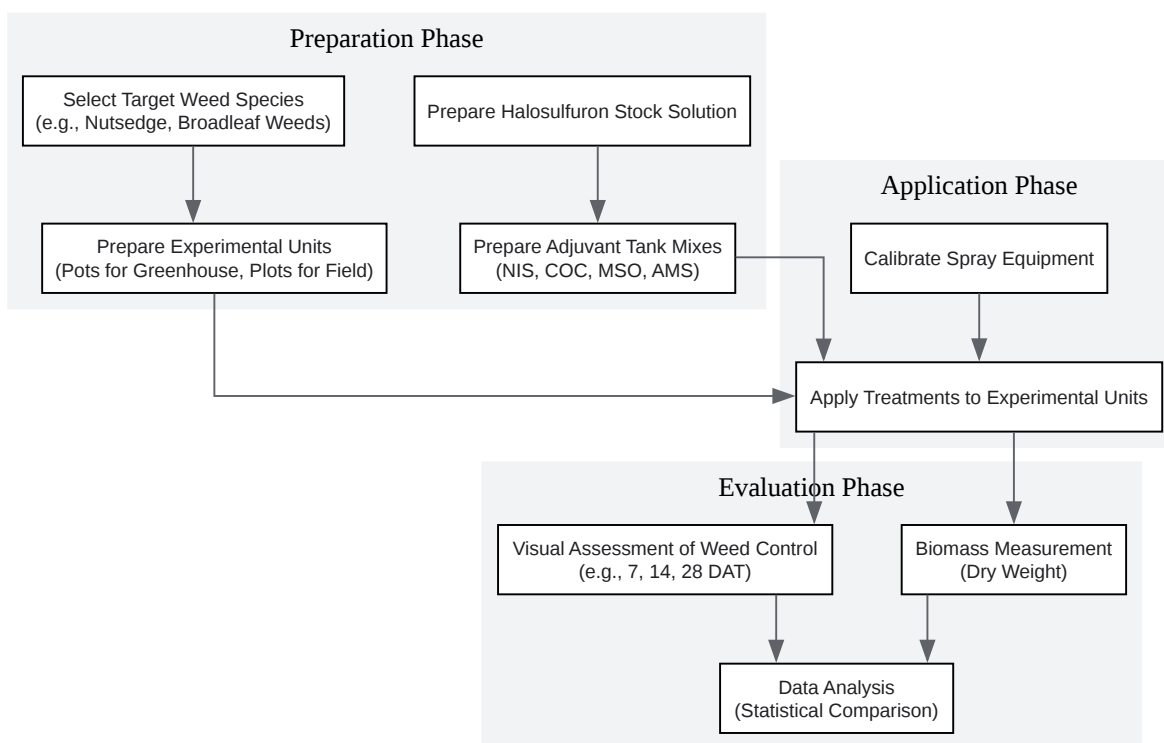 Preparation Phase
Select Target Weed Species
(e.g., Nutsedge, Broadleaf Weeds)
Prepare Halosulfuron Stock Solution
Prepare Experimental Units
(Pots for Greenhouse, Plots for Field)
Prepare Adjuvant Tank Mixes
(NIS, COC, MSO, AMS)
Application Phase
Calibrate Spray Equipment
Apply Treatments to Experimental Units
Evaluation Phase
Visual Assessment of Weed Control
(e.g., 7, 14, 28 DAT)
Biomass Measurement
(Dry Weight)
Data Analysis
(Statistical Comparison)